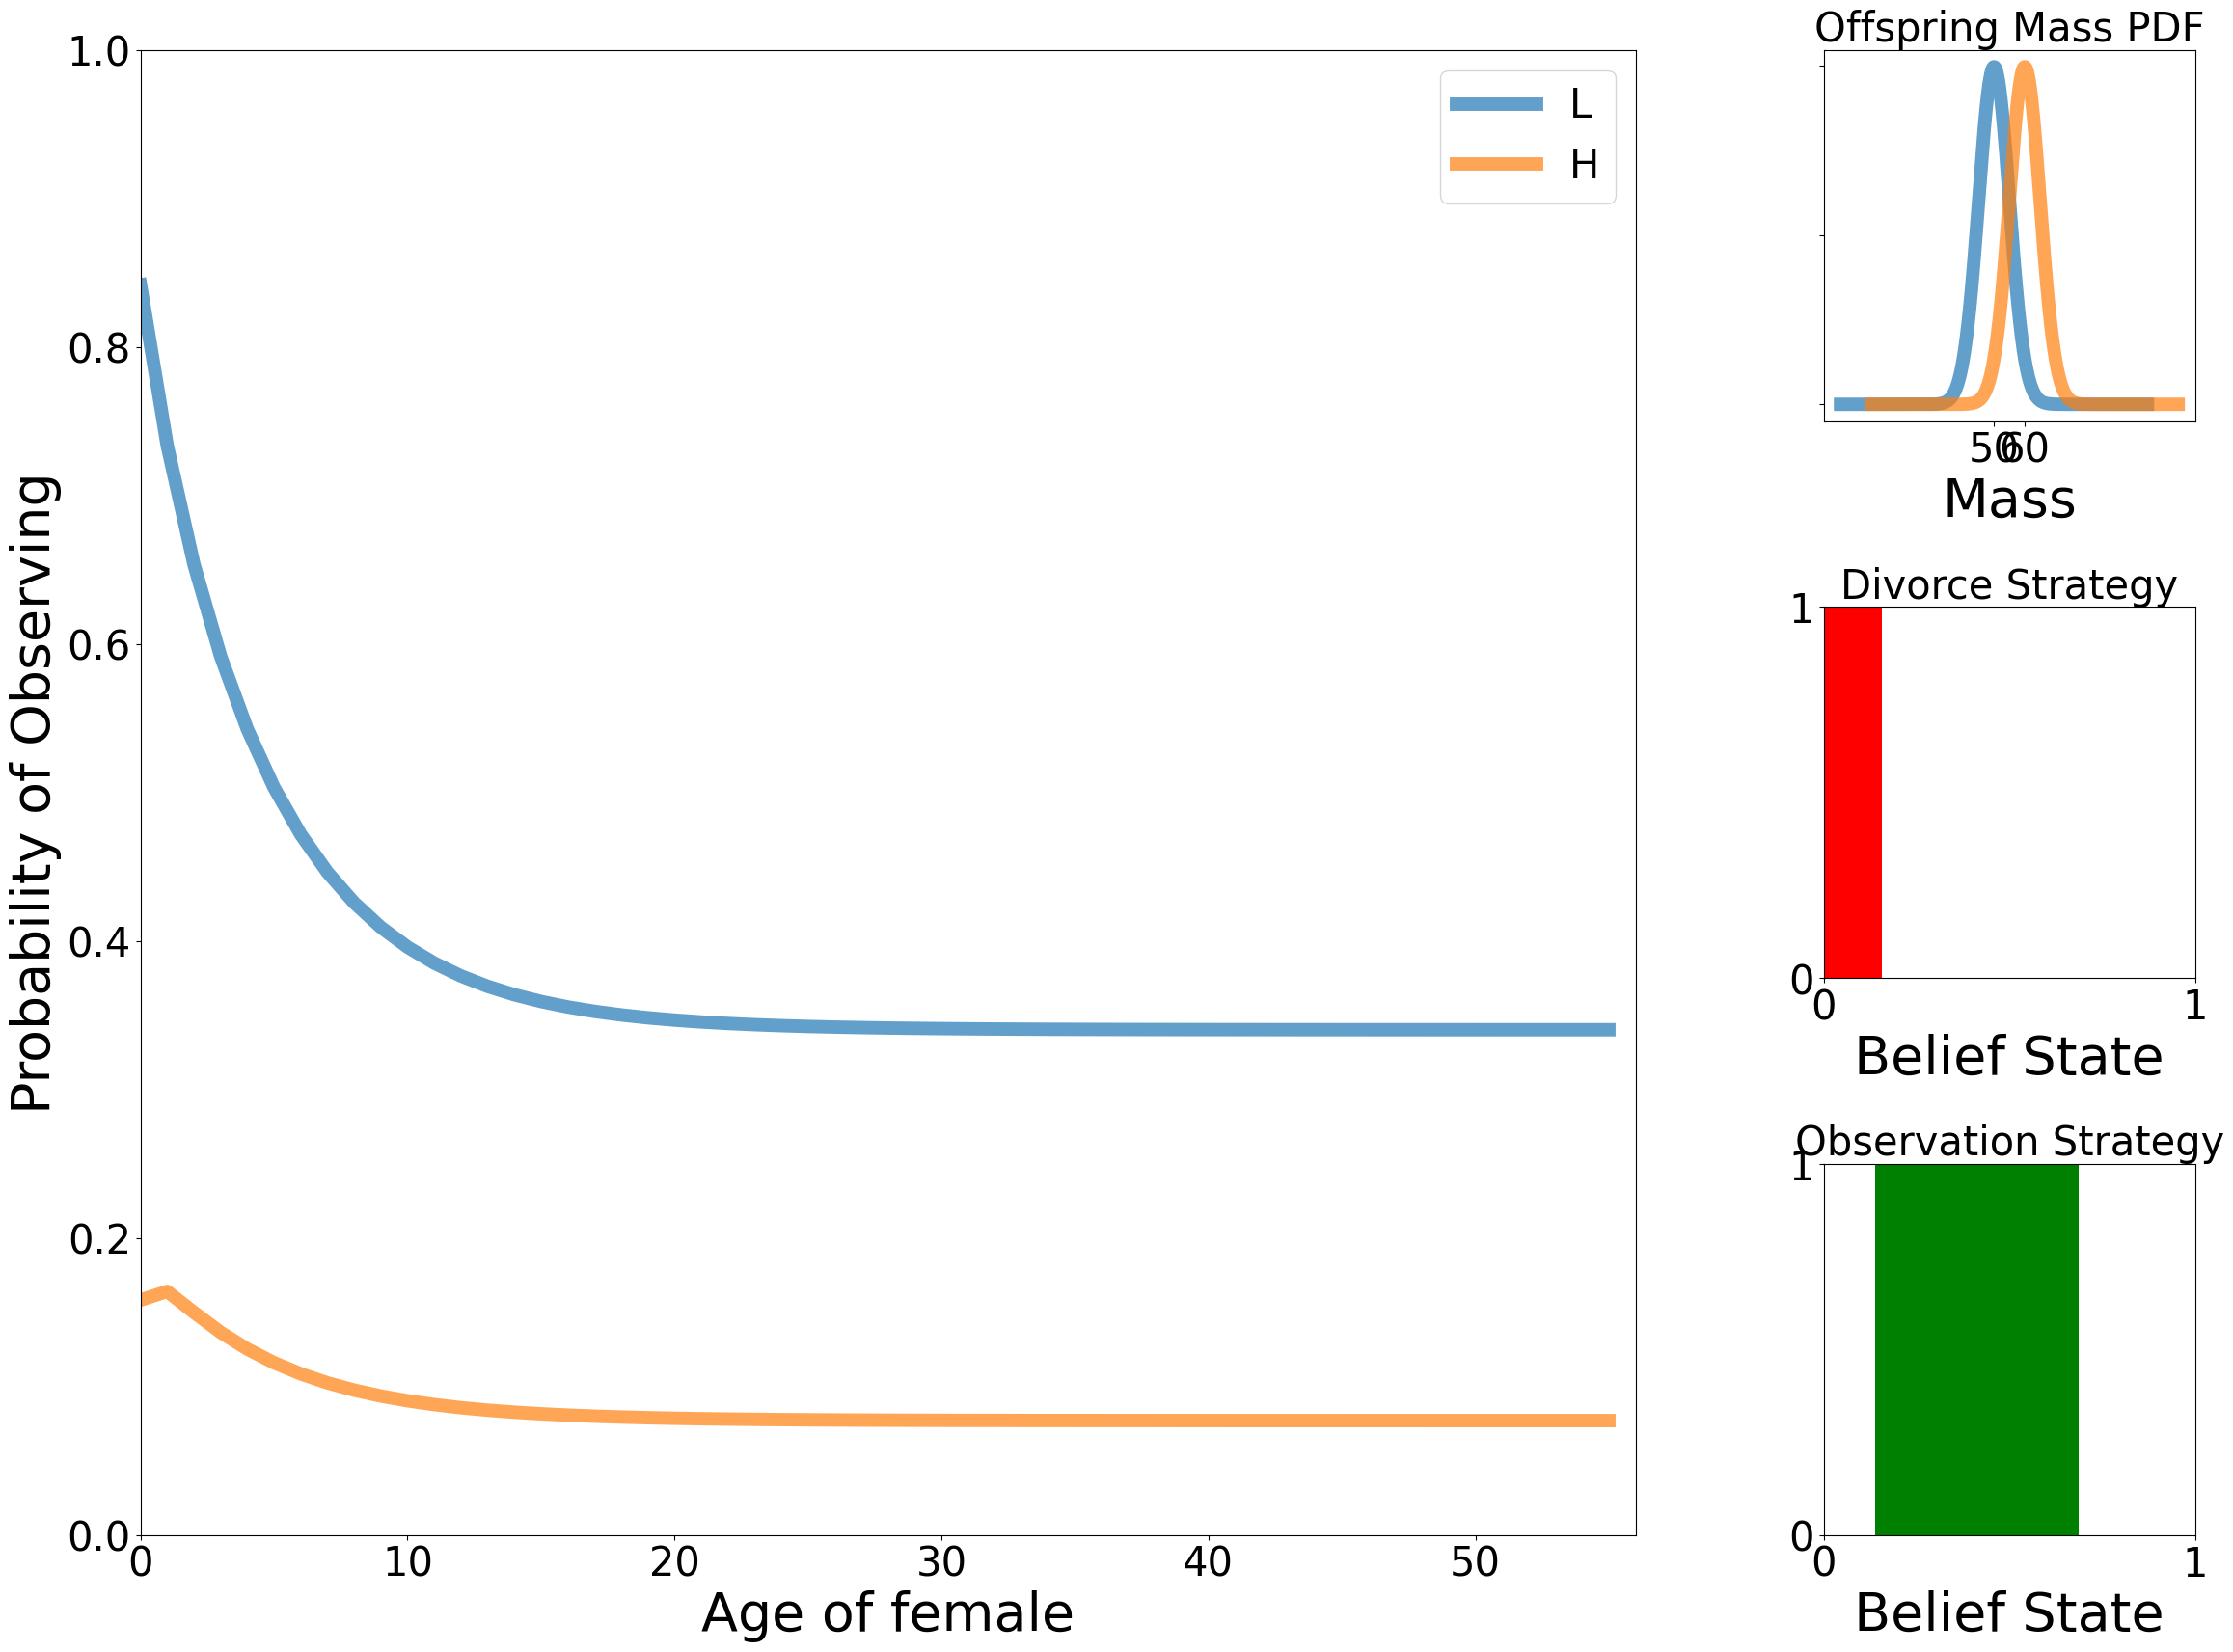 Probability of Observing
1.0
0.8
0.6
0.4
0.2
0.0
0 10 20 30 40 50
Age of female
L
H
Offspring Mass PDF
50 60
Mass
Divorce Strategy
1
0
0 1
Belief State
Observation Strategy
1
0
0 1
Belief State